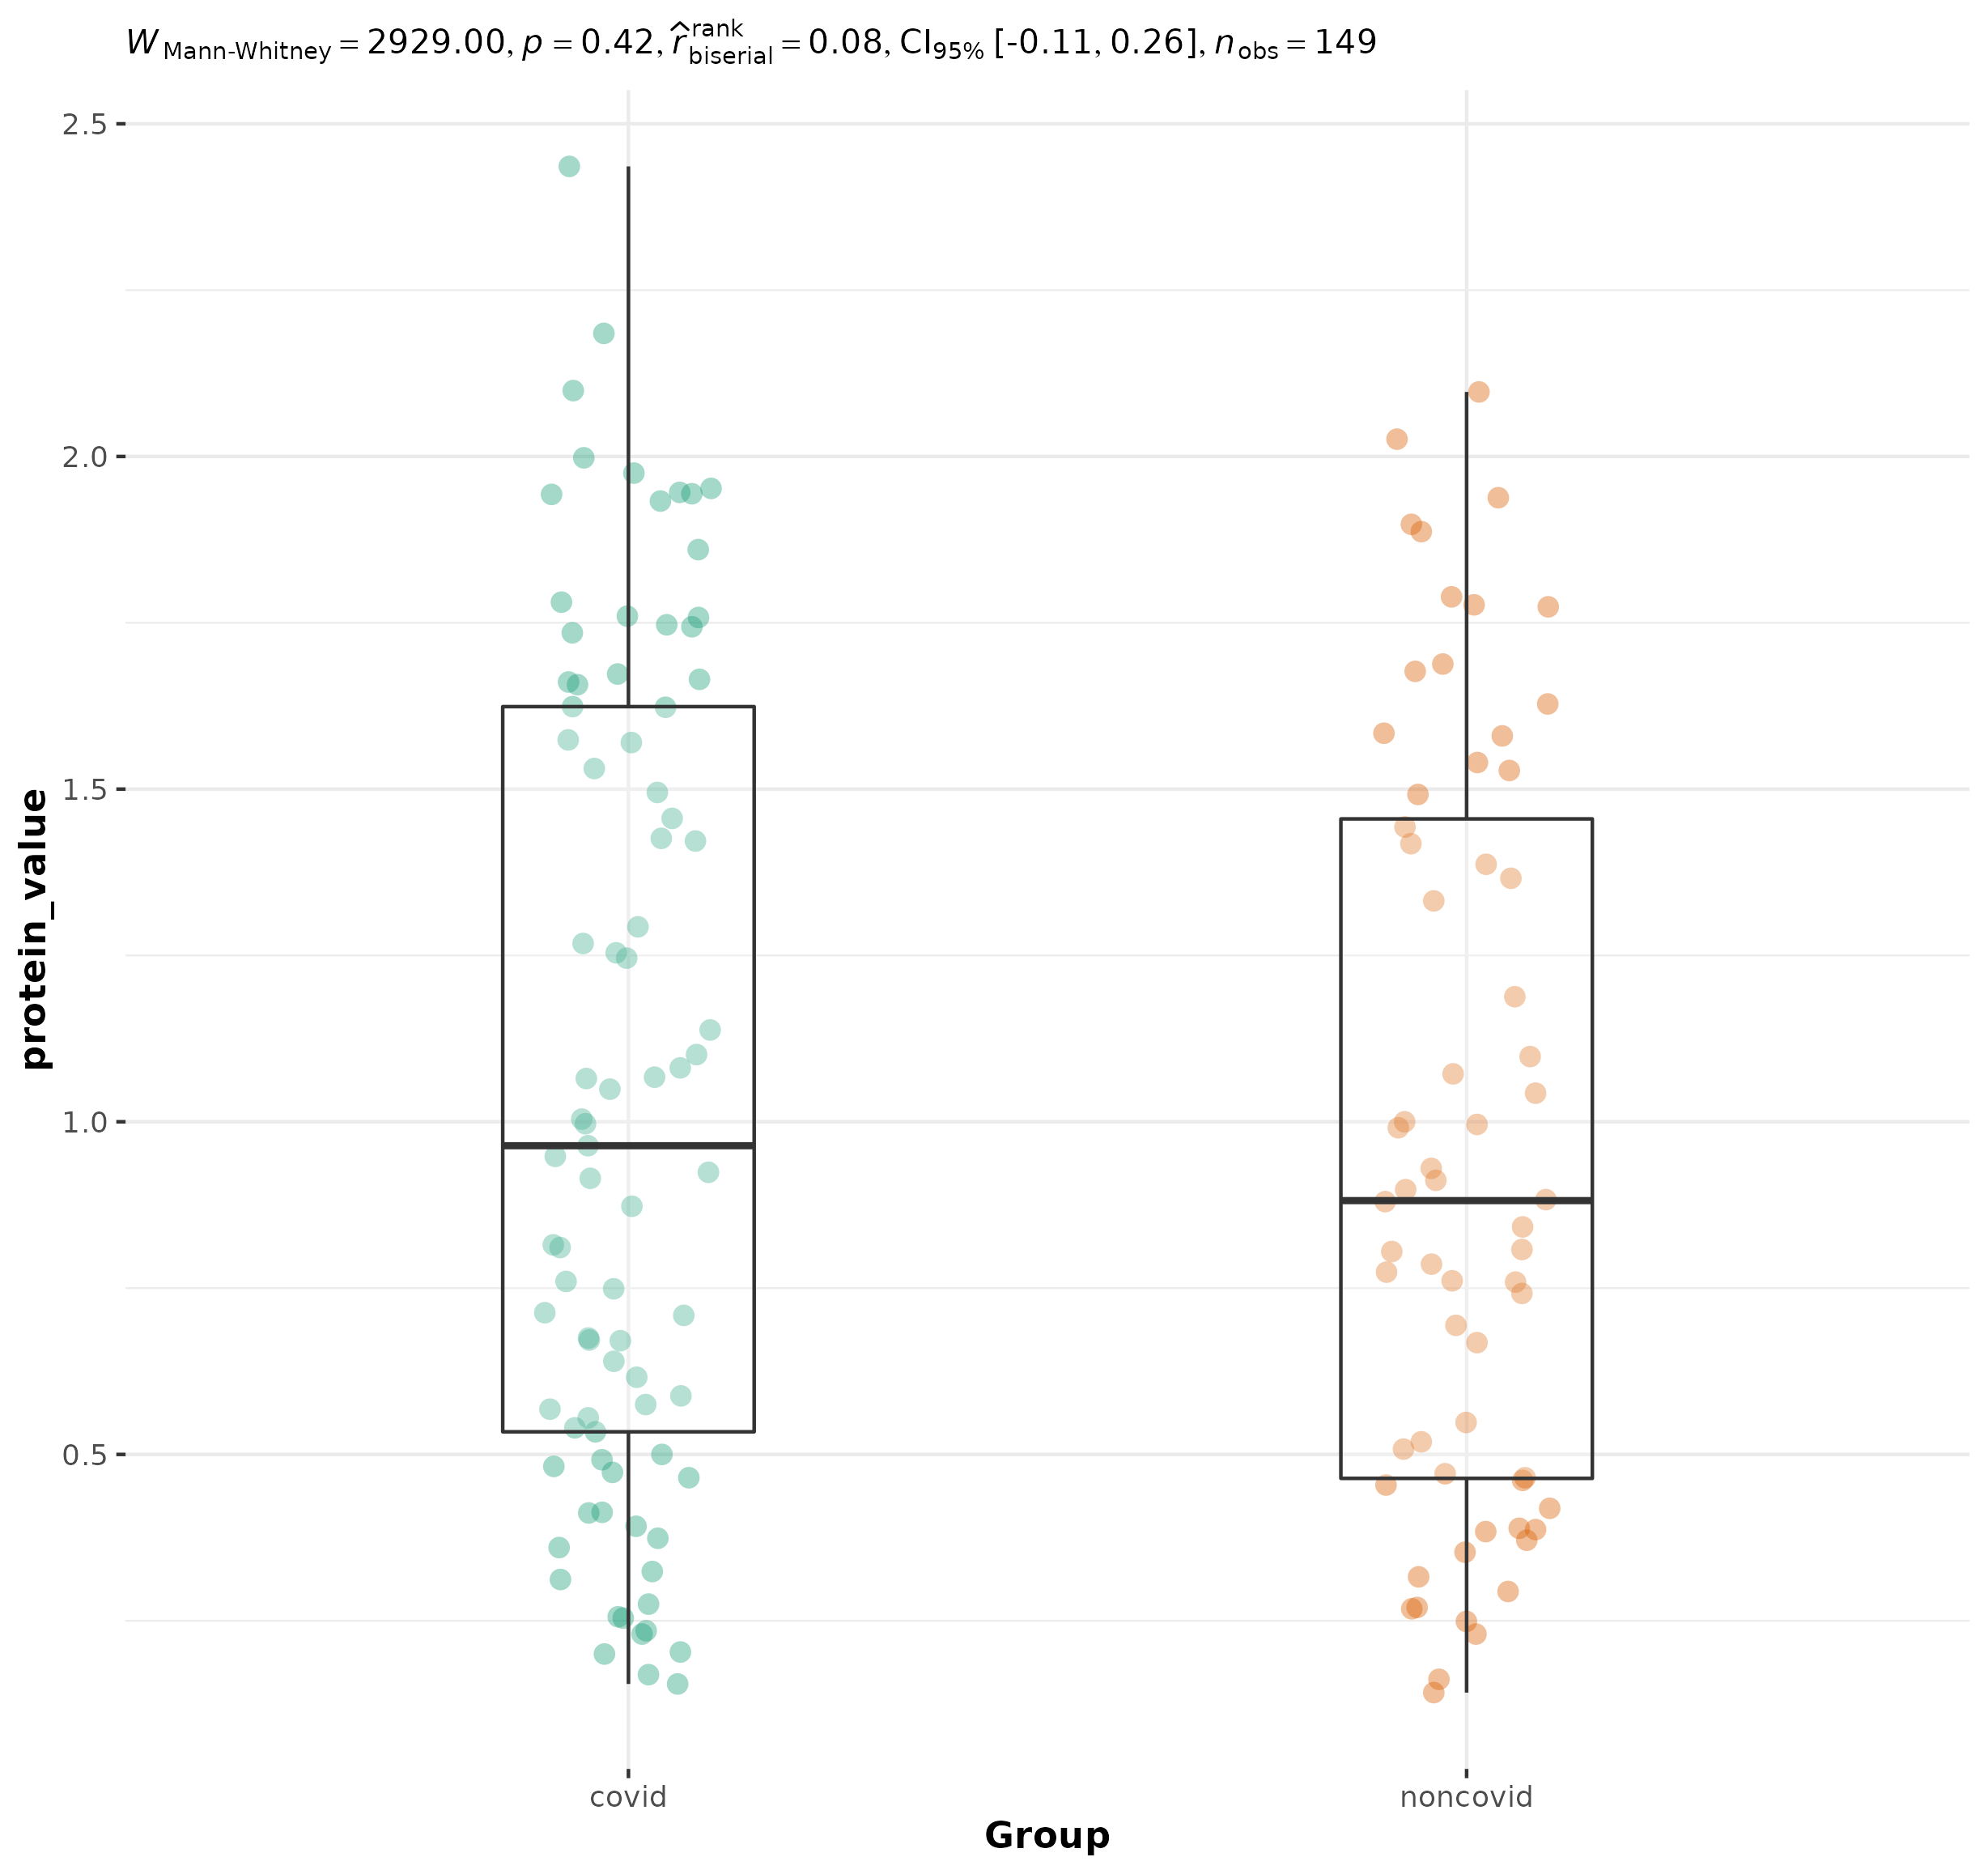 W Mann-Whitney = 2929.00, p = 0.42, r̂ rank biserial = 0.08, CI95% [-0.11, 0.26], n obs = 149
2.5
2.0
1.5
1.0
0.5
protein_value
covid noncovid
Group